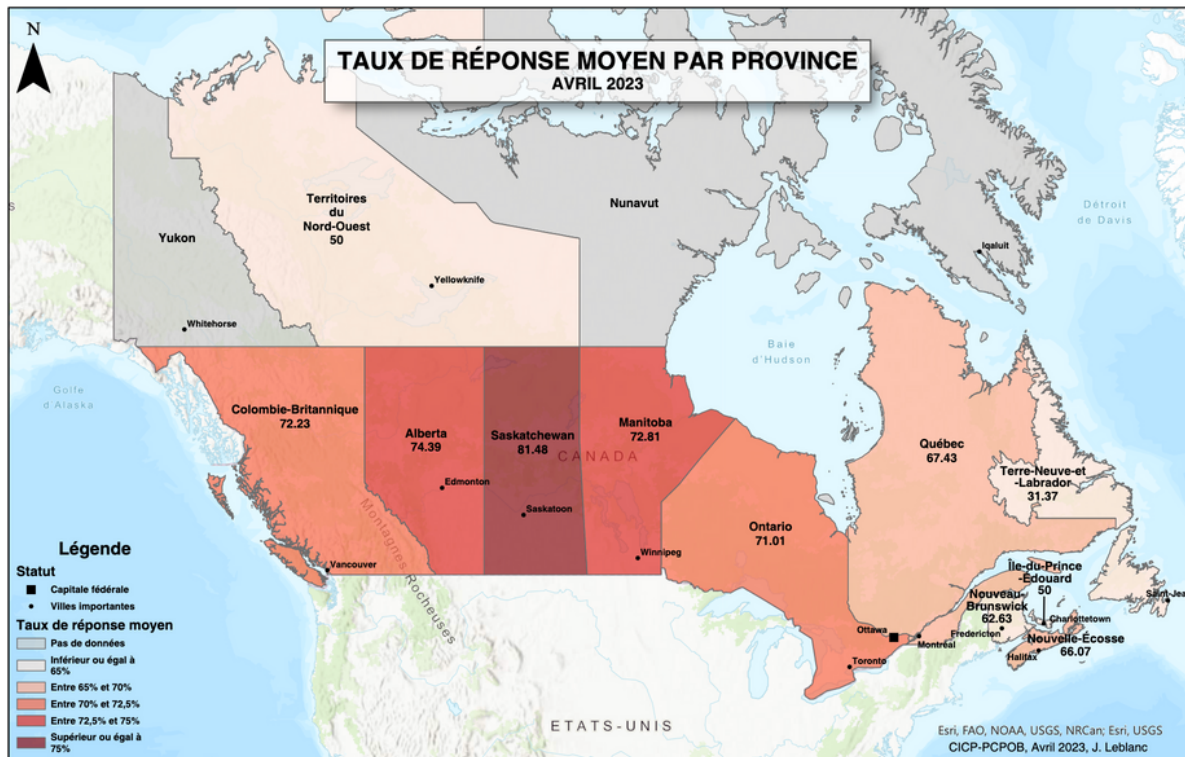 N
TAUX DE RÉPONSE MOYEN PAR PROVINCE
AVRIL 2023
Territoires
du
Nord-Ouest
50
Nunavut
Détroit
de Davis
Yukon
Iqaluit
Yellowknife
Whitehorse
Baie
d'Hudson
Golfe
d'Alaska
Colombie-Britannique
72.23
Alberta
74.39
Saskatchewan
81.48
Manitoba
72.81
CANADA
Québec
67.43
Terre-Neuve-et
-Labrador
31.37
Edmonton
Saskatoon
Montagnes Rocheuses
Ontario
71.01
Winnipeg
Vancouver
Île-du-Prince
-Édouard
50
Nouveau-
Brunswick
62.63
Saint-Jea
Charlottetown
Ottawa
Fredericton
Nouvelle-Écosse
66.07
Montréal
Halifax
Toronto
ETATS-UNIS
Légende
Statut
Capitale fédérale
Villes importantes
Taux de réponse moyen
Pas de données
Inférieur ou égal à
65%
Entre 65% et 70%
Entre 70% et 72,5%
Entre 72,5% et 75%
Supérieur ou égal à
75%
Esri, FAO, NOAA, USGS, NRCan; Esri, USGS
CICP-PCPOB, Avril 2023, J. Leblanc